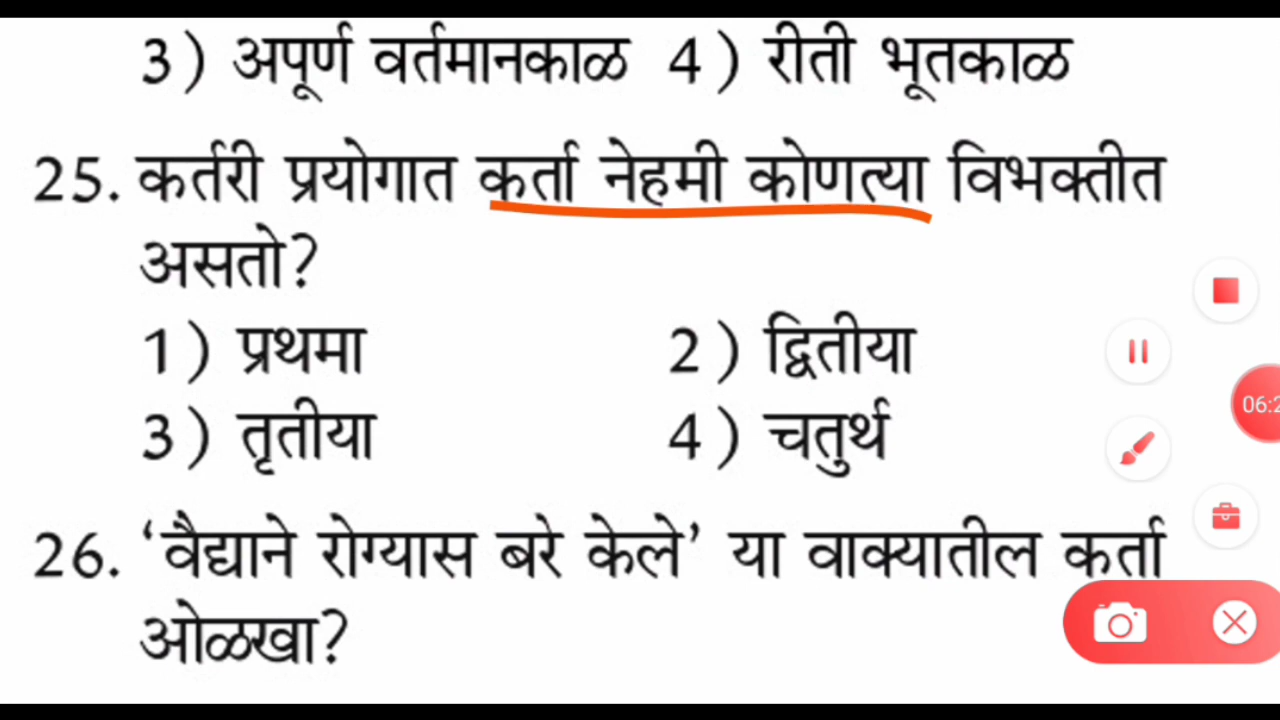 3) अपूर्ण वर्तमानकाळ 4) रीती भूतकाळ
25. कर्तरी प्रयोगात कर्ता नेहमी कोणत्या विभक्तीत
असतो?
1) प्रथमा 2) द्वितीया
3) तृतीया 4) चतुर्थ
26. ‘वैद्याने रोग्यास बरे केले’ या वाक्यातील कर्ता
ओळखा?